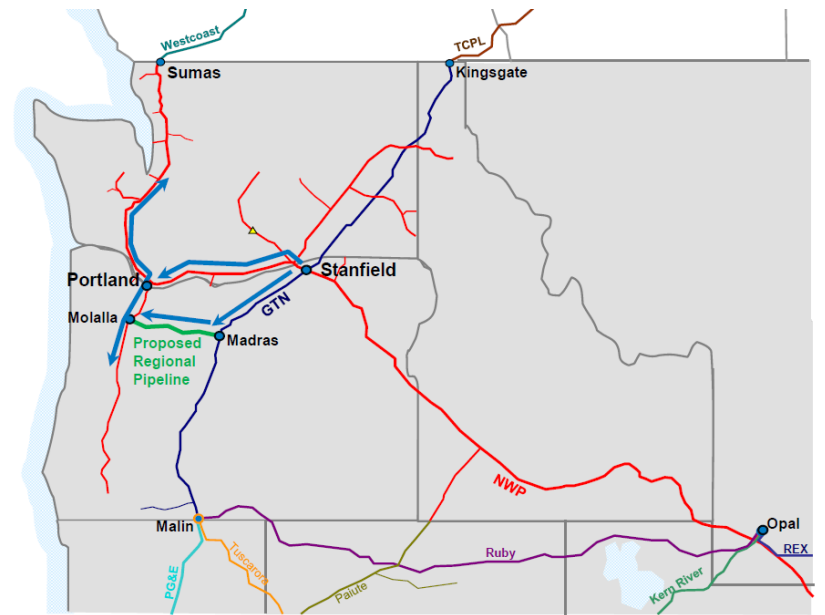 Westcoast
TCPL
Sumas
Kingsgate
Portland
Stanfield
GTN
Molalla
Madras
Proposed
Regional
Pipeline
NWP
Malin
Opal
Ruby
REX
Tuscarora
PG&E
Paiute
Kern River